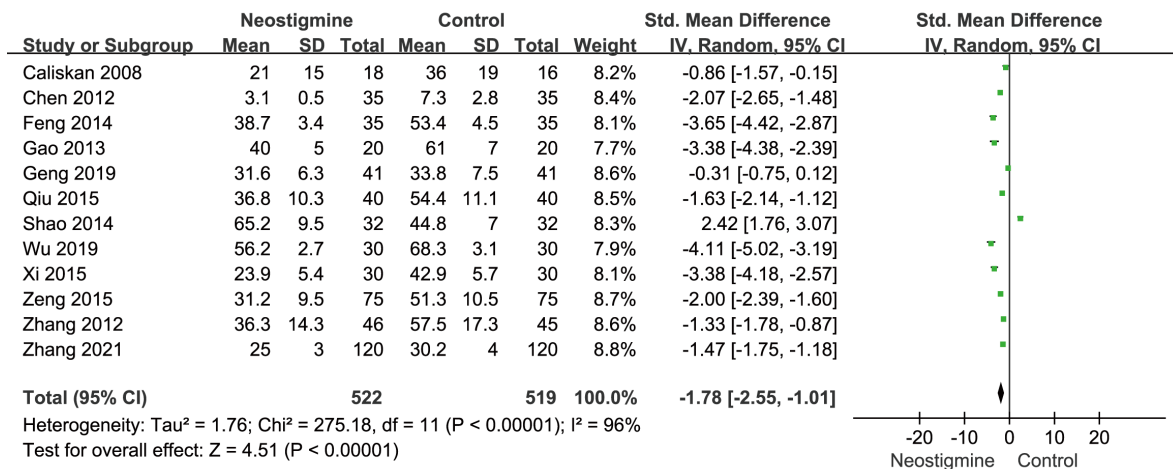 Neostigmine Control Std. Mean Difference Std. Mean Difference
Study or Subgroup Mean SD Total Mean SD Total Weight IV, Random, 95% CI IV, Random, 95% CI
Caliskan 2008 21 15 18 36 19 16 8.2% -0.86 [-1.57, -0.15]
Chen 2012 3.1 0.5 35 7.3 2.8 35 8.4% -2.07 [-2.65, -1.48]
Feng 2014 38.7 3.4 35 53.4 4.5 35 8.1% -3.65 [-4.42, -2.87]
Gao 2013 40 5 20 61 7 20 7.7% -3.38 [-4.38, -2.39]
Geng 2019 31.6 6.3 41 33.8 7.5 41 8.6% -0.31 [-0.75, 0.12]
Qiu 2015 36.8 10.3 40 54.4 11.1 40 8.5% -1.63 [-2.14, -1.12]
Shao 2014 65.2 9.5 32 44.8 7 32 8.3% 2.42 [1.76, 3.07]
Wu 2019 56.2 2.7 30 68.3 3.1 30 7.9% -4.11 [-5.02, -3.19]
Xi 2015 23.9 5.4 30 42.9 5.7 30 8.1% -3.38 [-4.18, -2.57]
Zeng 2015 31.2 9.5 75 51.3 10.5 75 8.7% -2.00 [-2.39, -1.60]
Zhang 2012 36.3 14.3 46 57.5 17.3 45 8.6% -1.33 [-1.78, -0.87]
Zhang 2021 25 3 120 30.2 4 120 8.8% -1.47 [-1.75, -1.18]
Total (95% CI) 522 519 100.0% -1.78 [-2.55, -1.01]
Heterogeneity: Tau² = 1.76; Chi² = 275.18, df = 11 (P < 0.00001); I² = 96%
Test for overall effect: Z = 4.51 (P < 0.00001)
-20 -10 0 10 20
Neostigmine Control